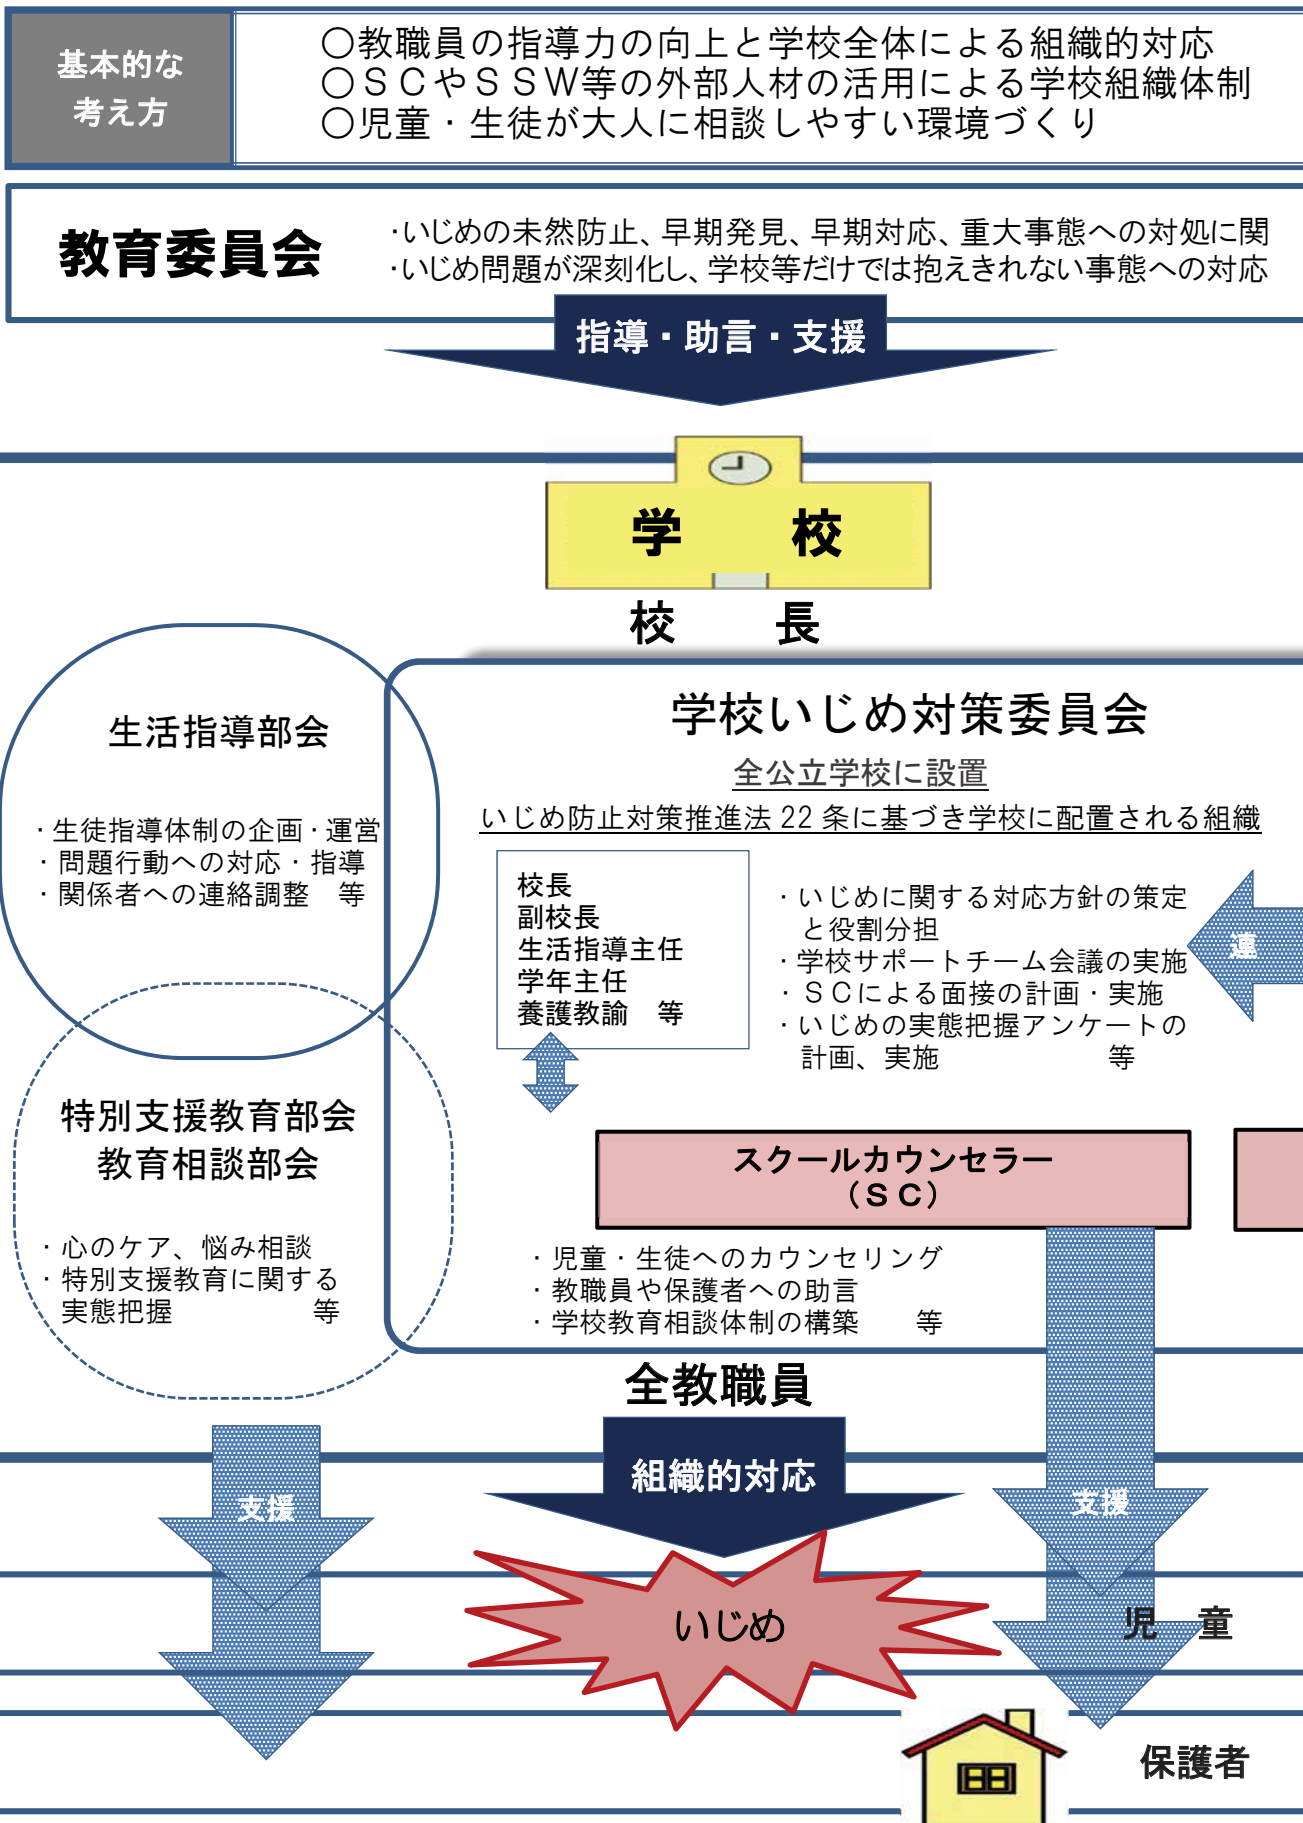 基本的な
考え方
○教職員の指導力の向上と学校全体による組織的対応
○ＳＣやＳＳＷ等の外部人材の活用による学校組織体制
○児童・生徒が大人に相談しやすい環境づくり
教育委員会
・いじめの未然防止、早期発見、早期対応、重大事態への対処に関
・いじめ問題が深刻化し、学校等だけでは抱えきれない事態への対応
指導・助言・支援
学　校
校　長
生活指導部会
・生徒指導体制の企画・運営
・問題行動への対応・指導
・関係者への連絡調整　等
学校いじめ対策委員会
全公立学校に設置
いじめ防止対策推進法 22 条に基づき学校に配置される組織
校長
副校長
生活指導主任
学年主任
養護教諭　等
・いじめに関する対応方針の策定
と役割分担
・学校サポートチーム会議の実施
・ＳＣによる面接の計画・実施
・いじめの実態把握アンケートの
計画、実施　等
連
特別支援教育部会
教育相談部会
・心のケア、悩み相談
・特別支援教育に関する
実態把握　等
スクールカウンセラー
（ＳＣ）
・児童・生徒へのカウンセリング
・教職員や保護者への助言
・学校教育相談体制の構築　等
全教職員
組織的対応
支援
支援
いじめ
児　童
保護者